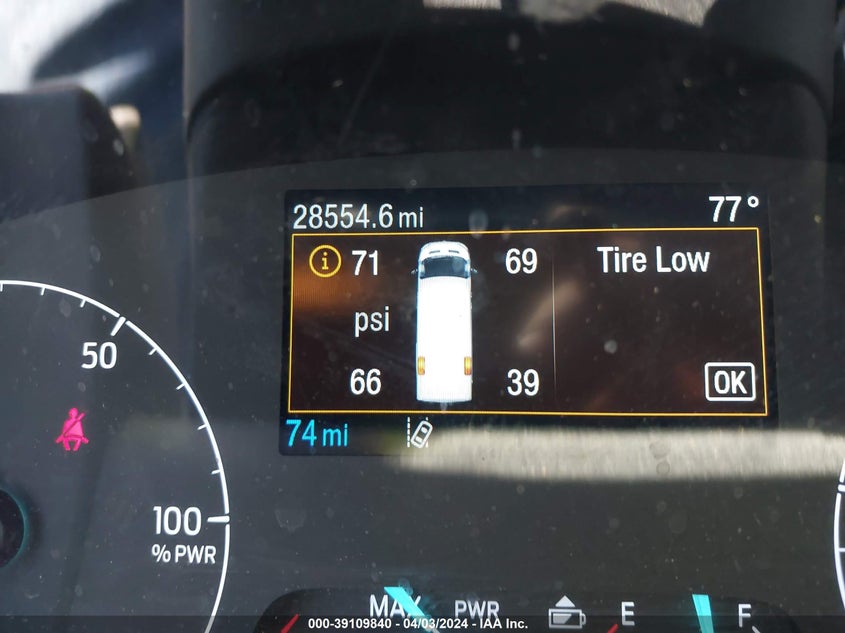 28554.6 mi 77°
71 69 Tire Low
psi
66 39 OK
74 mi
50
100
% PWR
MAX PWR E F
000-39109840 - 04/03/2024 - IAA Inc.